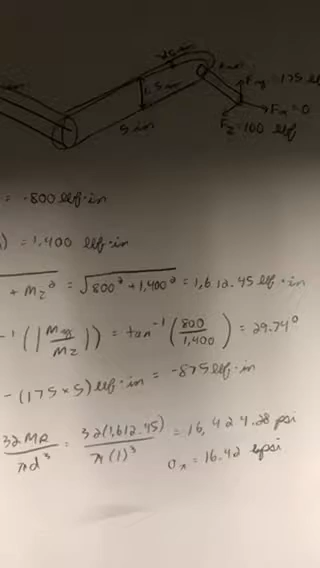 1.5 in
5 in
Fy = 175 lbf
Fx = 0
Fz = 100 lbf
= -800 lbf·in
) = 1,400 lbf·in
+ Mz² = √800² + 1,400² = 1,612.45 lbf·in
-1 (|My/Mz|) = tan⁻¹ (800/1,400) = 29.74°
-(175 x 5) lbf·in = -875 lbf·in
32 MR/πd³ = 32(1,612.45)/π(1)³ = 16,424.28 psi
σx = 16.42 kpsi